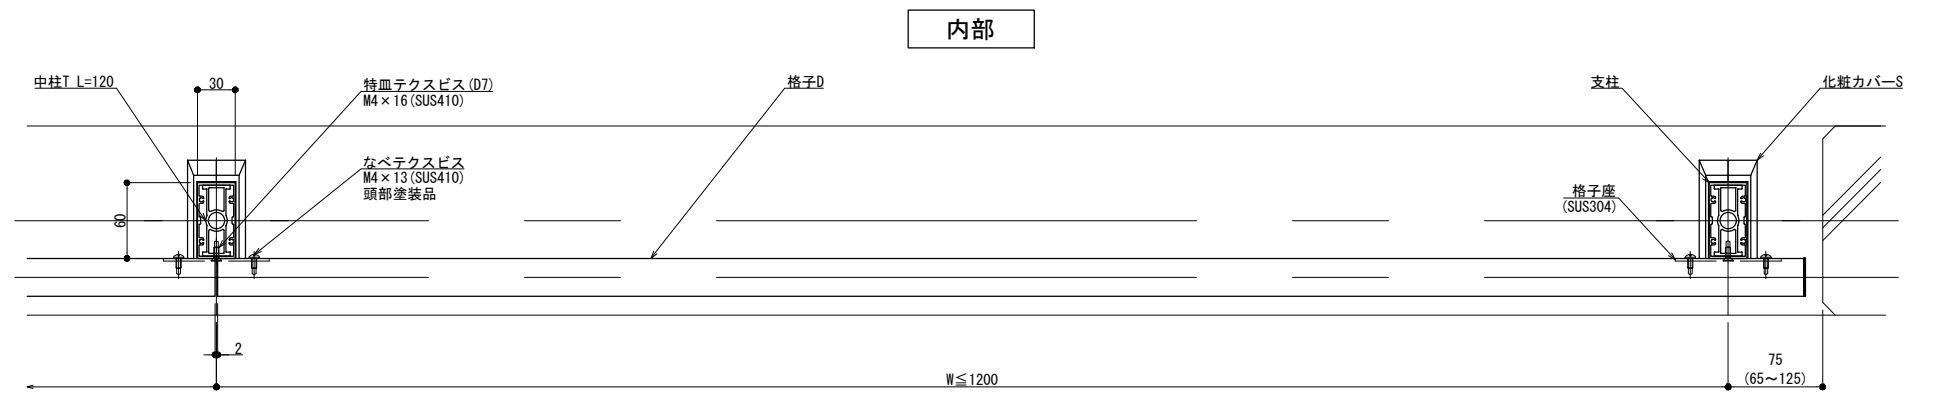 内部
中柱T L=120
30
特皿テクスビス(D7)
M4×16(SUS410)
格子D
支柱
化粧カバーS
なべテクスビス
M4×13(SUS410)
頭部塗装品
格子座
(SUS304)
60
2
W≦1200
75
(65～125)